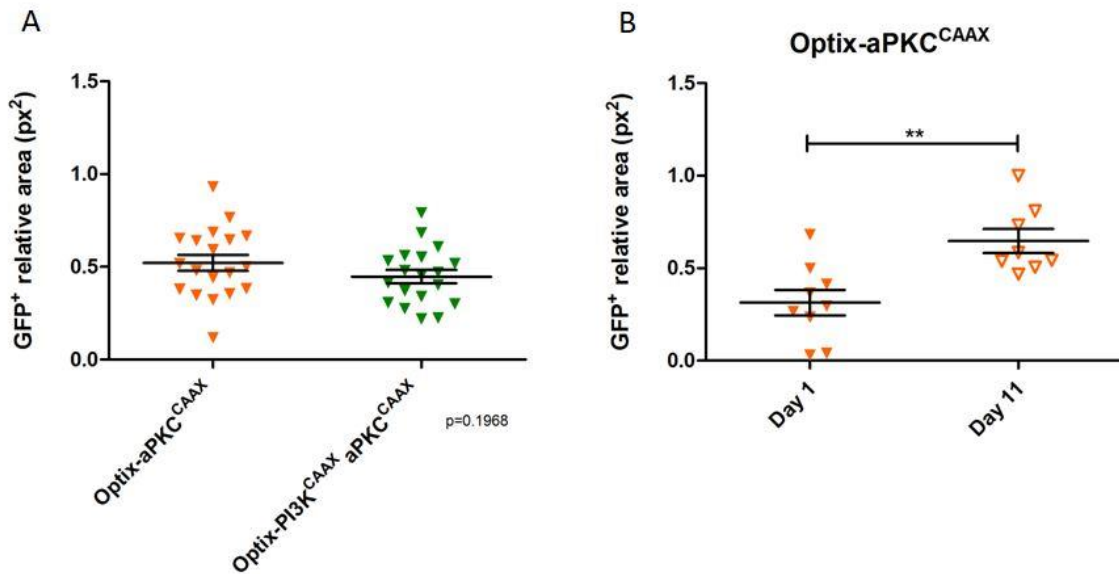 A
GFP⁺ relative area (px²)
1.5
1.0
0.5
0.0
Optix-aPKC^CAAX
Optix-PI3K^CAAX aPKC^CAAX
p=0.1968
B
Optix-aPKC^CAAX
GFP⁺ relative area (px²)
1.5
1.0
0.5
0.0
**
Day 1
Day 11